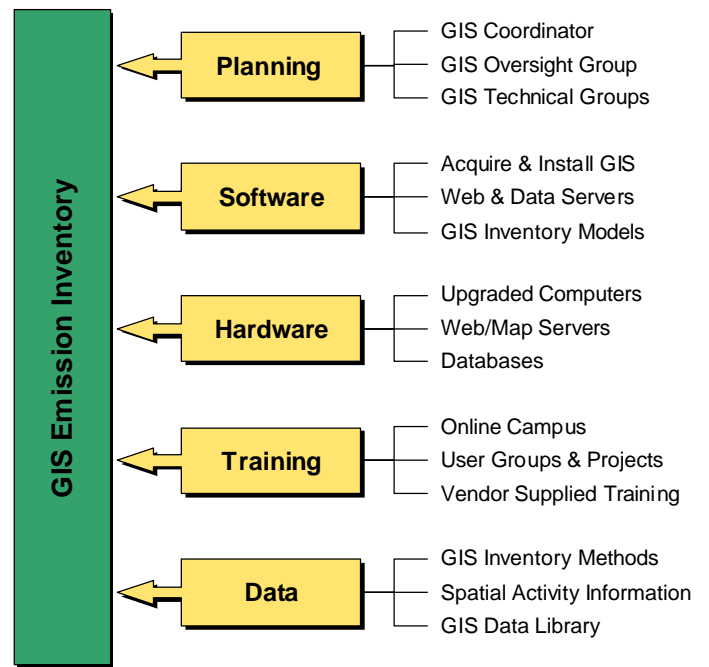 GIS Emission Inventory
Planning
GIS Coordinator
GIS Oversight Group
GIS Technical Groups
Software
Acquire & Install GIS
Web & Data Servers
GIS Inventory Models
Hardware
Upgraded Computers
Web/Map Servers
Databases
Training
Online Campus
User Groups & Projects
Vendor Supplied Training
Data
GIS Inventory Methods
Spatial Activity Information
GIS Data Library